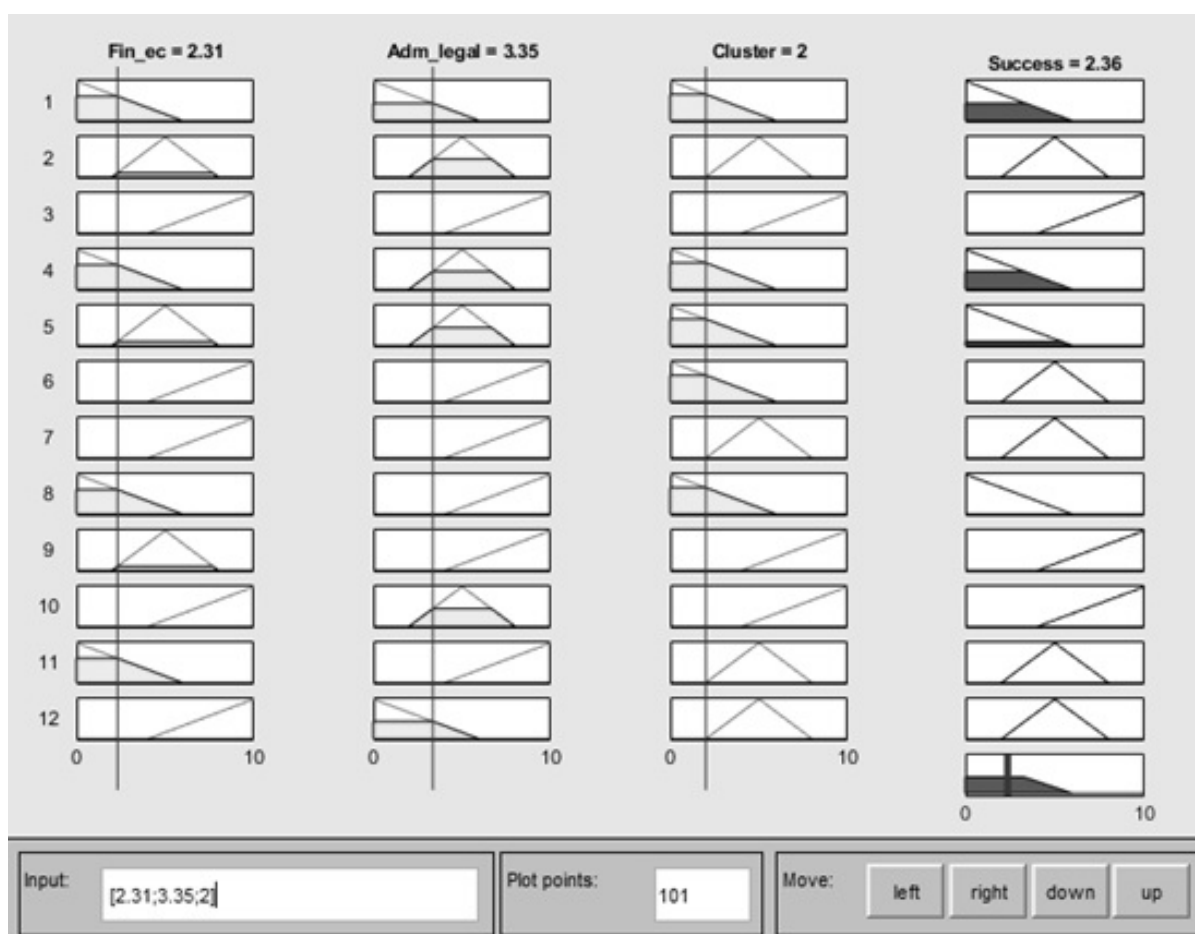 Fin_ec = 2.31
Adm_legal = 3.35
Cluster = 2
Success = 2.36
1
2
3
4
5
6
7
8
9
10
11
12
0 10
0 10
0 10
0 10
Input:
[2.31;3.35;2]
Plot points:
101
Move:
left
right
down
up